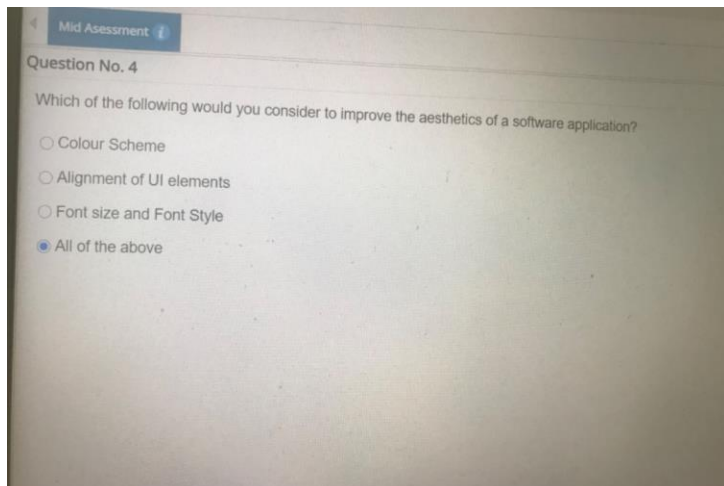 Mid Asessment i
Question No. 4
Which of the following would you consider to improve the aesthetics of a software application?
Colour Scheme
Alignment of UI elements
Font size and Font Style
All of the above